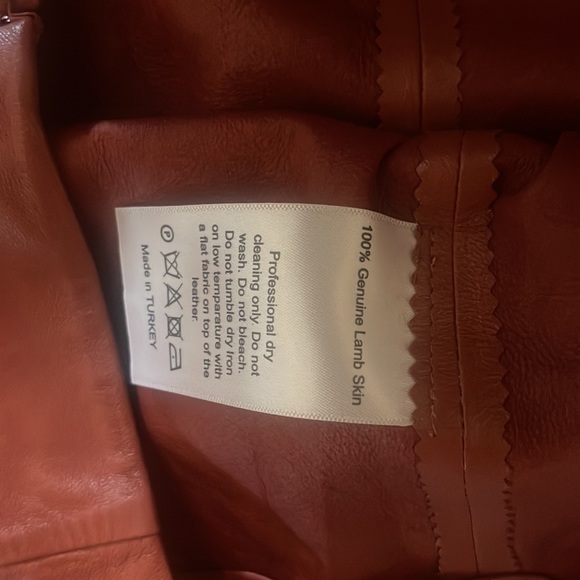 100% Genuine Lamb Skin
Professional dry
cleaning only. Do not
wash. Do not bleach.
Do not tumble dry Iron
on low temparature with
a flat fabric on top of the
leather.
P
Made in TURKEY